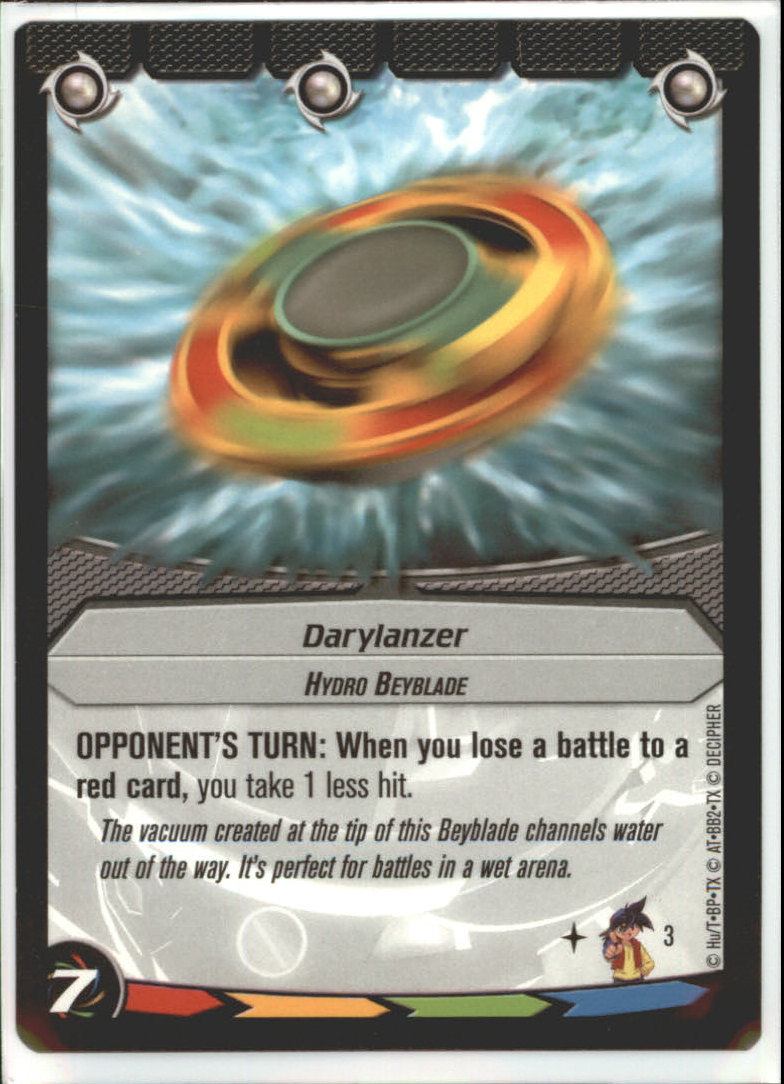 Darylanzer
HYDRO BEYBLADE
OPPONENT'S TURN: When you lose a battle to a
red card, you take 1 less hit.
The vacuum created at the tip of this Beyblade channels water
out of the way. It's perfect for battles in a wet arena.
3
7
© Hu/T•BP•TX © AT•BB2•TX © DECIPHER